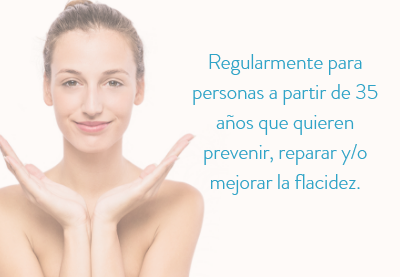 Regularmente para
personas a partir de 35
años que quieren
prevenir, reparar y/o
mejorar la flacidez.